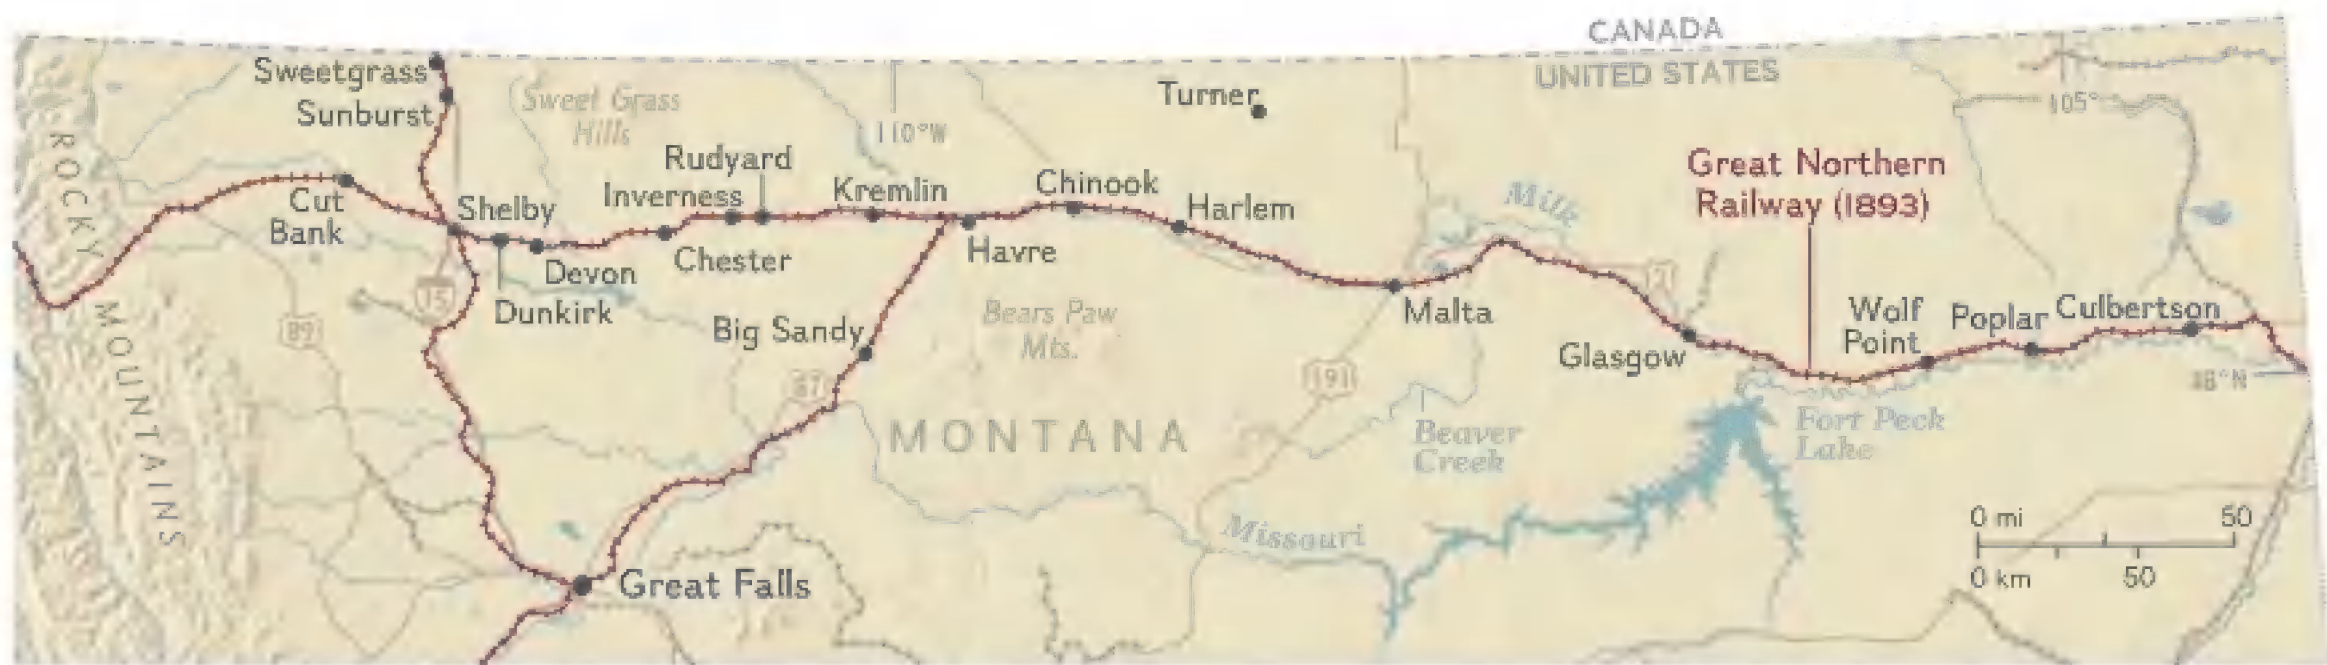 CANADA
UNITED STATES
Sweetgrass
Sunburst
Sweet Grass
Hills
110°W
Turner
105°
ROCKY
MOUNTAINS
Rudyard
Inverness
Kremlin
Chinook
Harlem
Milk
Great Northern
Railway (1893)
Cut
Bank
Shelby
Devon
Dunkirk
Chester
Havre
15
89
Big Sandy
Bears Paw
Mts.
87
Malta
2
191
Glasgow
Wolf
Point
Poplar
Culbertson
48°N
MONTANA
Beaver
Creek
Fort Peck
Lake
Missouri
Great Falls
0 mi 50
0 km 50